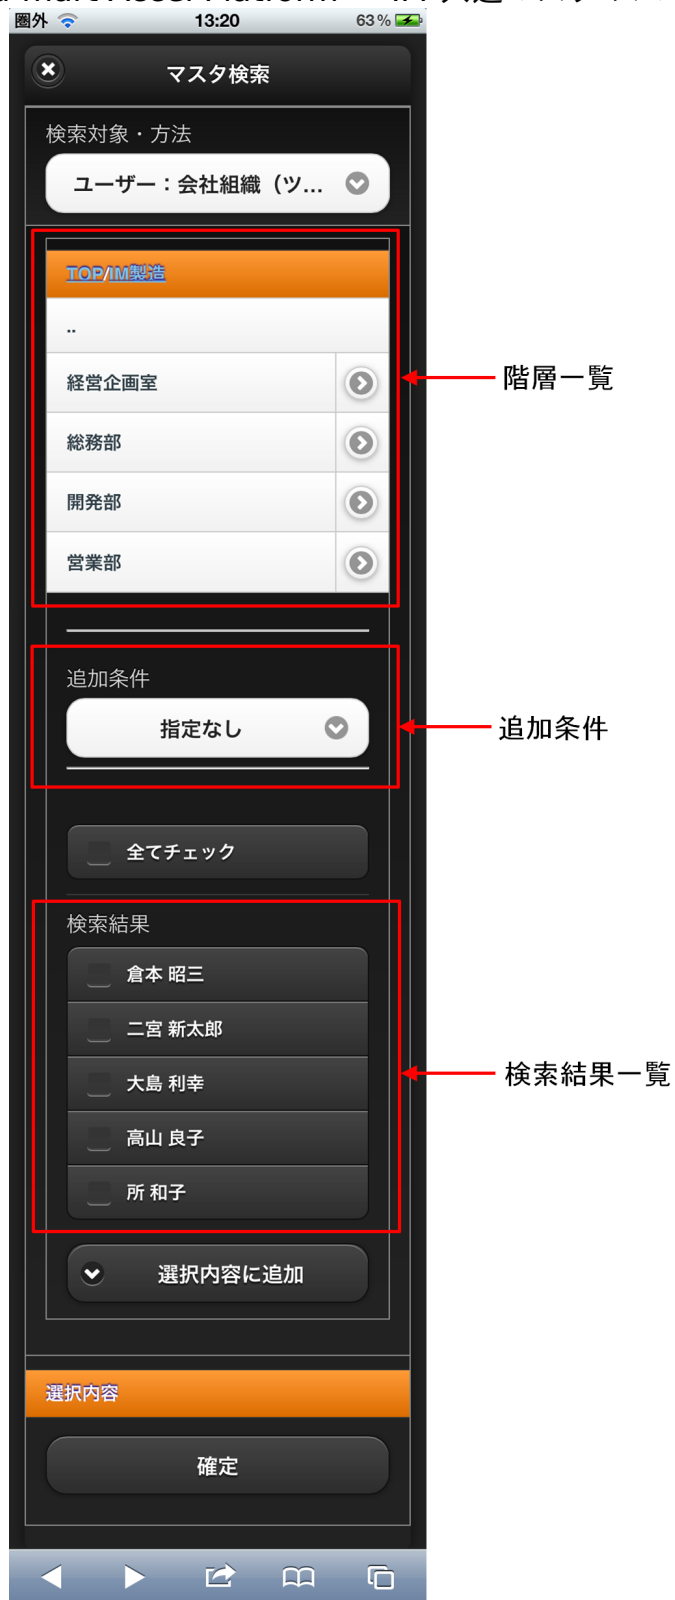 圏外 13:20 63%
マスタ検索
検索対象・方法
ユーザー：会社組織（ツ...
TOP/IM製造
..
経営企画室
階層一覧
総務部
開発部
営業部
追加条件
指定なし
追加条件
全てチェック
検索結果
倉本 昭三
二宮 新太郎
大島 利幸
検索結果一覧
高山 良子
所 和子
選択内容に追加
選択内容
確定